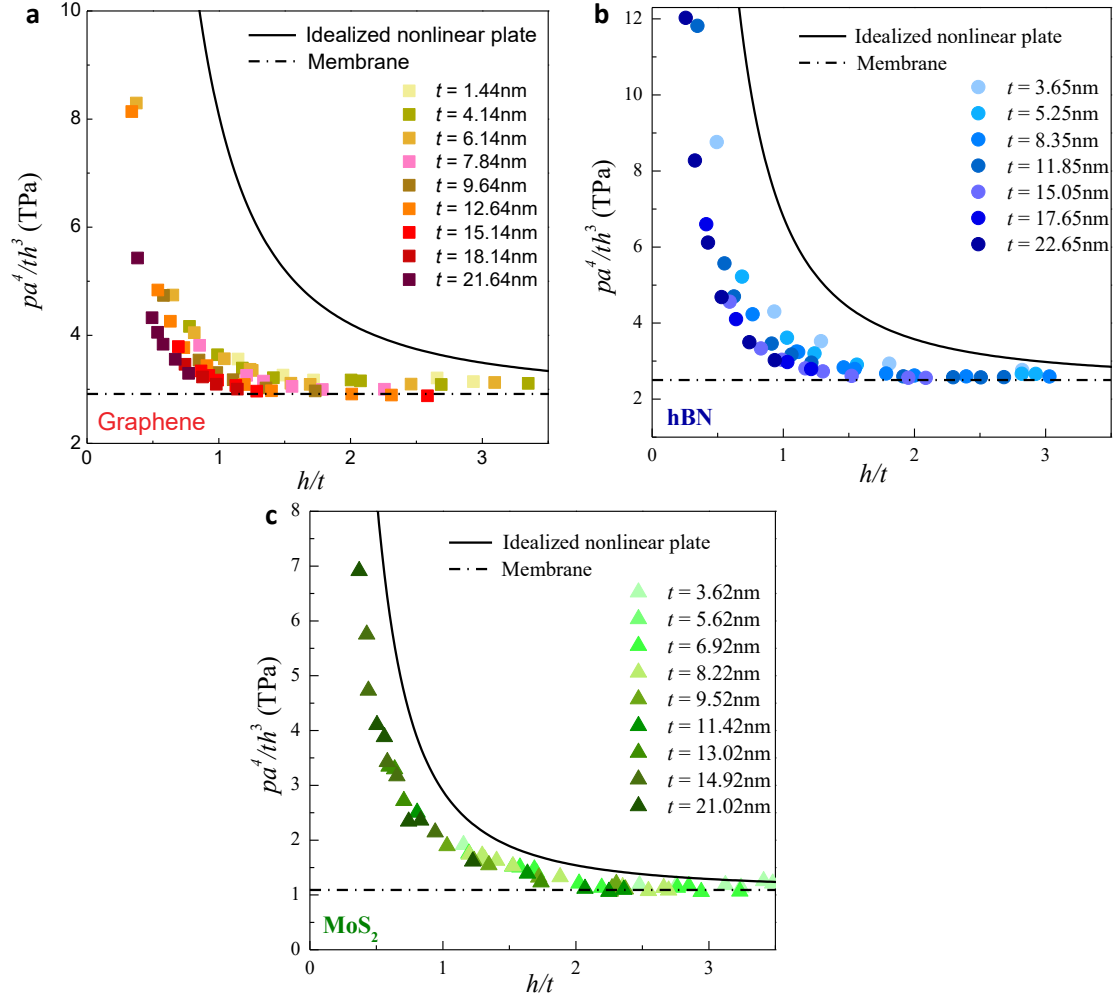 a
10
8
6
4
2
pa⁴/th³ (TPa)
Idealized nonlinear plate
Membrane
t = 1.44nm
t = 4.14nm
t = 6.14nm
t = 7.84nm
t = 9.64nm
t = 12.64nm
t = 15.14nm
t = 18.14nm
t = 21.64nm
Graphene
0 1 2 3
h/t
b
12
10
8
6
4
2
pa⁴/th³ (TPa)
Idealized nonlinear plate
Membrane
t = 3.65nm
t = 5.25nm
t = 8.35nm
t = 11.85nm
t = 15.05nm
t = 17.65nm
t = 22.65nm
hBN
0 1 2 3
h/t
c
8
7
6
5
4
3
2
1
0
pa⁴/th³ (TPa)
Idealized nonlinear plate
Membrane
t = 3.62nm
t = 5.62nm
t = 6.92nm
t = 8.22nm
t = 9.52nm
t = 11.42nm
t = 13.02nm
t = 14.92nm
t = 21.02nm
MoS₂
0 1 2 3
h/t